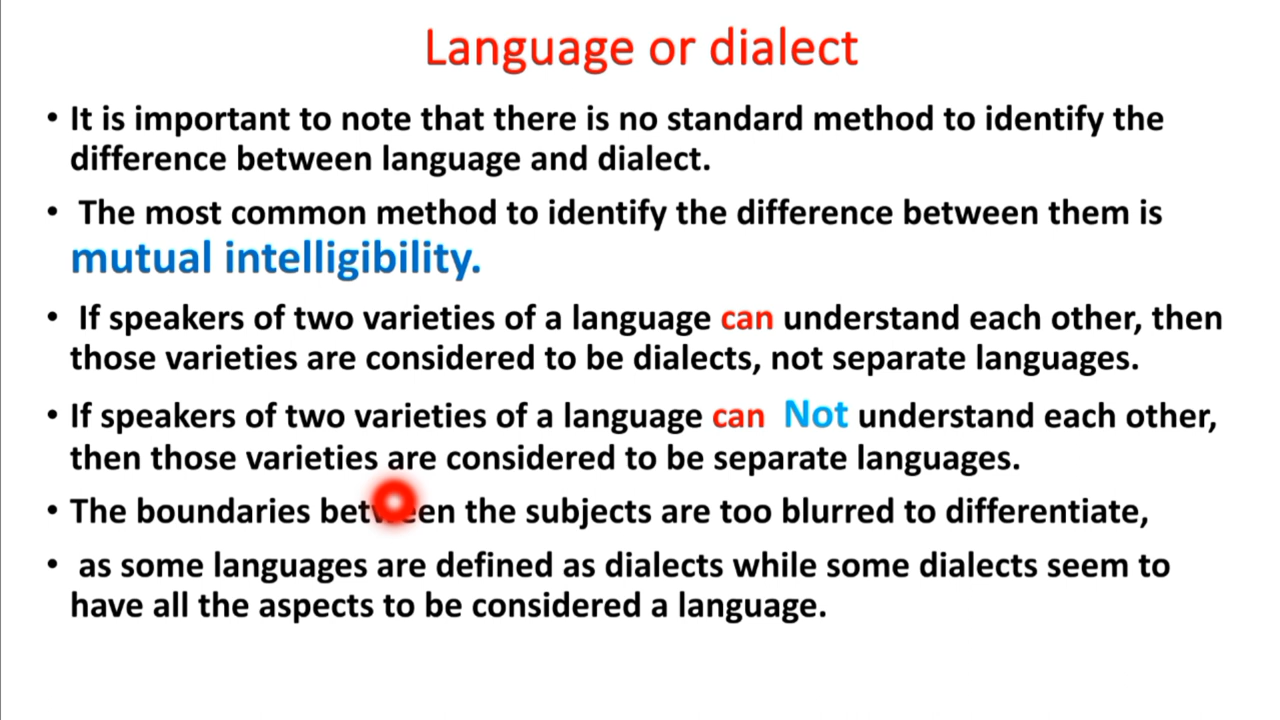 Language or dialect
• It is important to note that there is no standard method to identify the
difference between language and dialect.
• The most common method to identify the difference between them is
mutual intelligibility.
• If speakers of two varieties of a language can understand each other, then
those varieties are considered to be dialects, not separate languages.
• If speakers of two varieties of a language can Not understand each other,
then those varieties are considered to be separate languages.
• The boundaries between the subjects are too blurred to differentiate,
• as some languages are defined as dialects while some dialects seem to
have all the aspects to be considered a language.